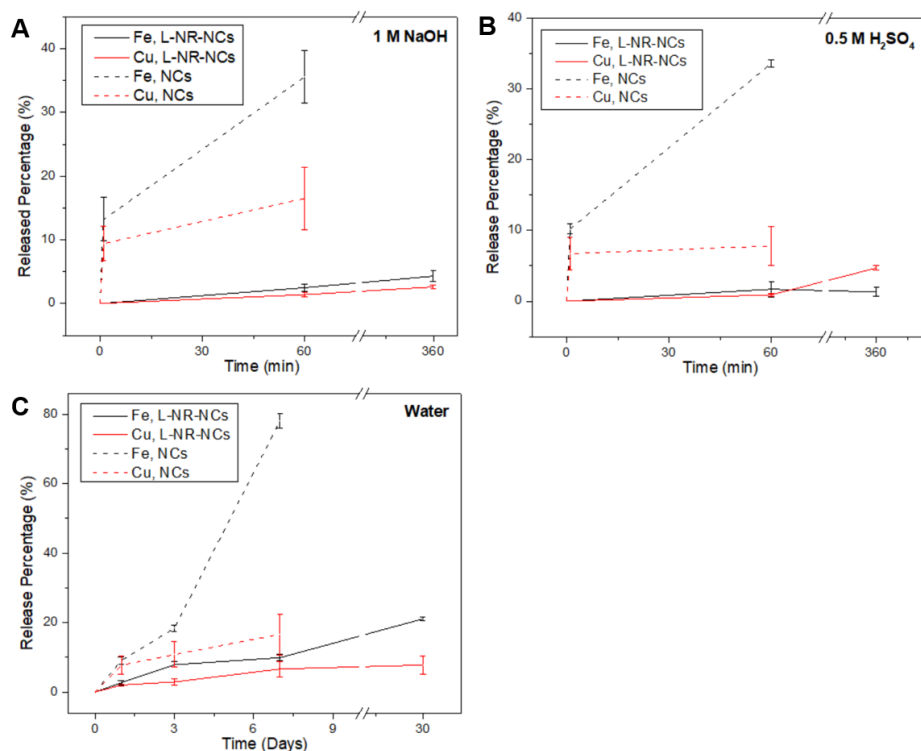 A
1 M NaOH
Fe, L-NR-NCs
Cu, L-NR-NCs
Fe, NCs
Cu, NCs
Released Percentage (%)
40
30
20
10
0
0 30 60 360
Time (min)
B
0.5 M H₂SO₄
Fe, L-NR-NCs
Cu, L-NR-NCs
Fe, NCs
Cu, NCs
Release Percentage (%)
40
30
20
10
0
0 30 60 360
Time (min)
C
Water
Fe, L-NR-NCs
Cu, L-NR-NCs
Fe, NCs
Cu, NCs
Release Percentage (%)
80
60
40
20
0
0 3 6 9 30
Time (Days)